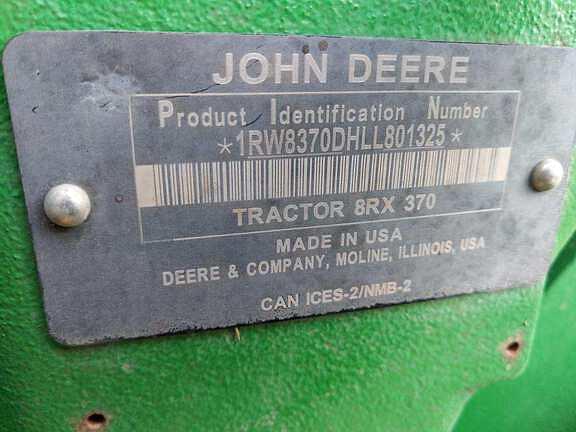 JOHN DEERE
Product Identification Number
*1RW8370DHLL801325*
TRACTOR 8RX 370
MADE IN USA
DEERE & COMPANY, MOLINE, ILLINOIS, USA
CAN ICES-2/NMB-2